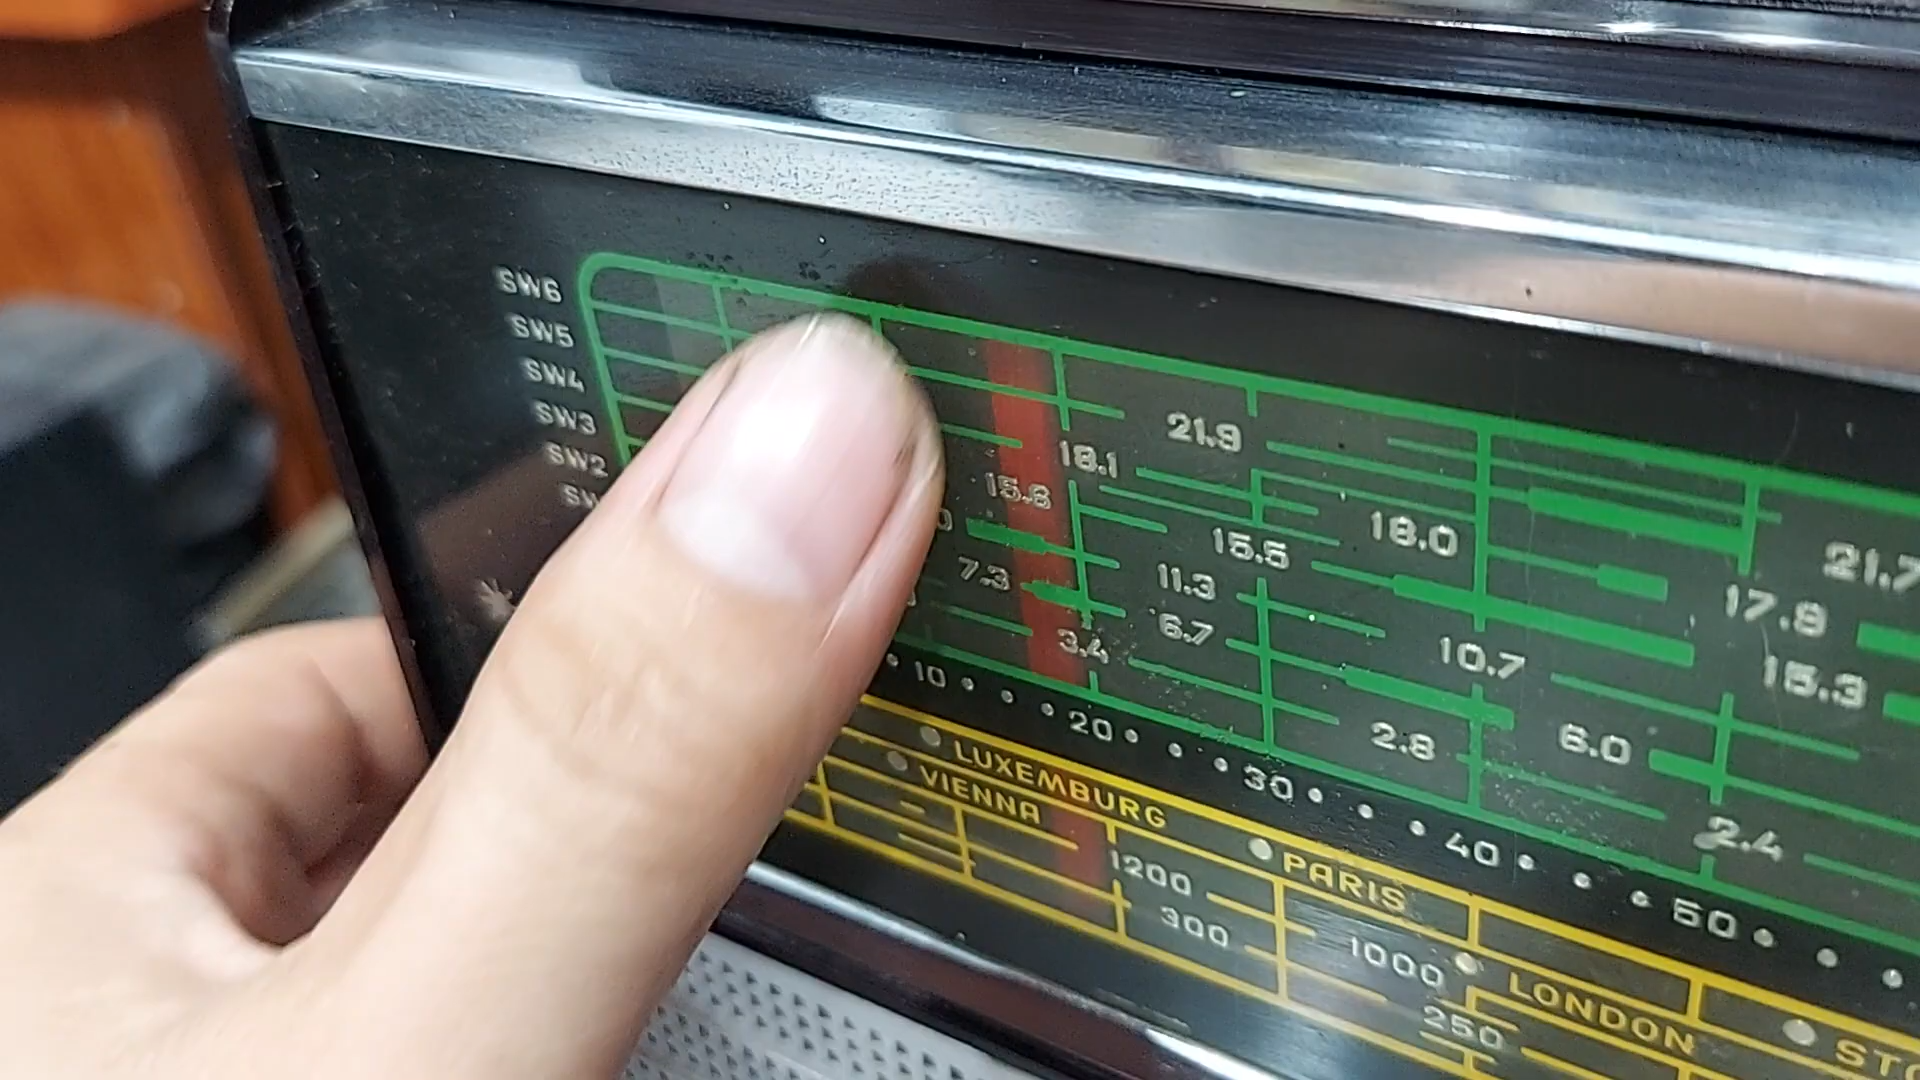 SW6 21.9 21.7
SW5 18.1 18.0 17.8
SW4 15.6 15.5 15.3
SW3 11.3 10.7
SW2 7.3 6.7 6.0
SW 3.4 2.8 2.4
10 20 30 40 50
LUXEMBURG PARIS LONDON
VIENNA
1200 1000
300 250